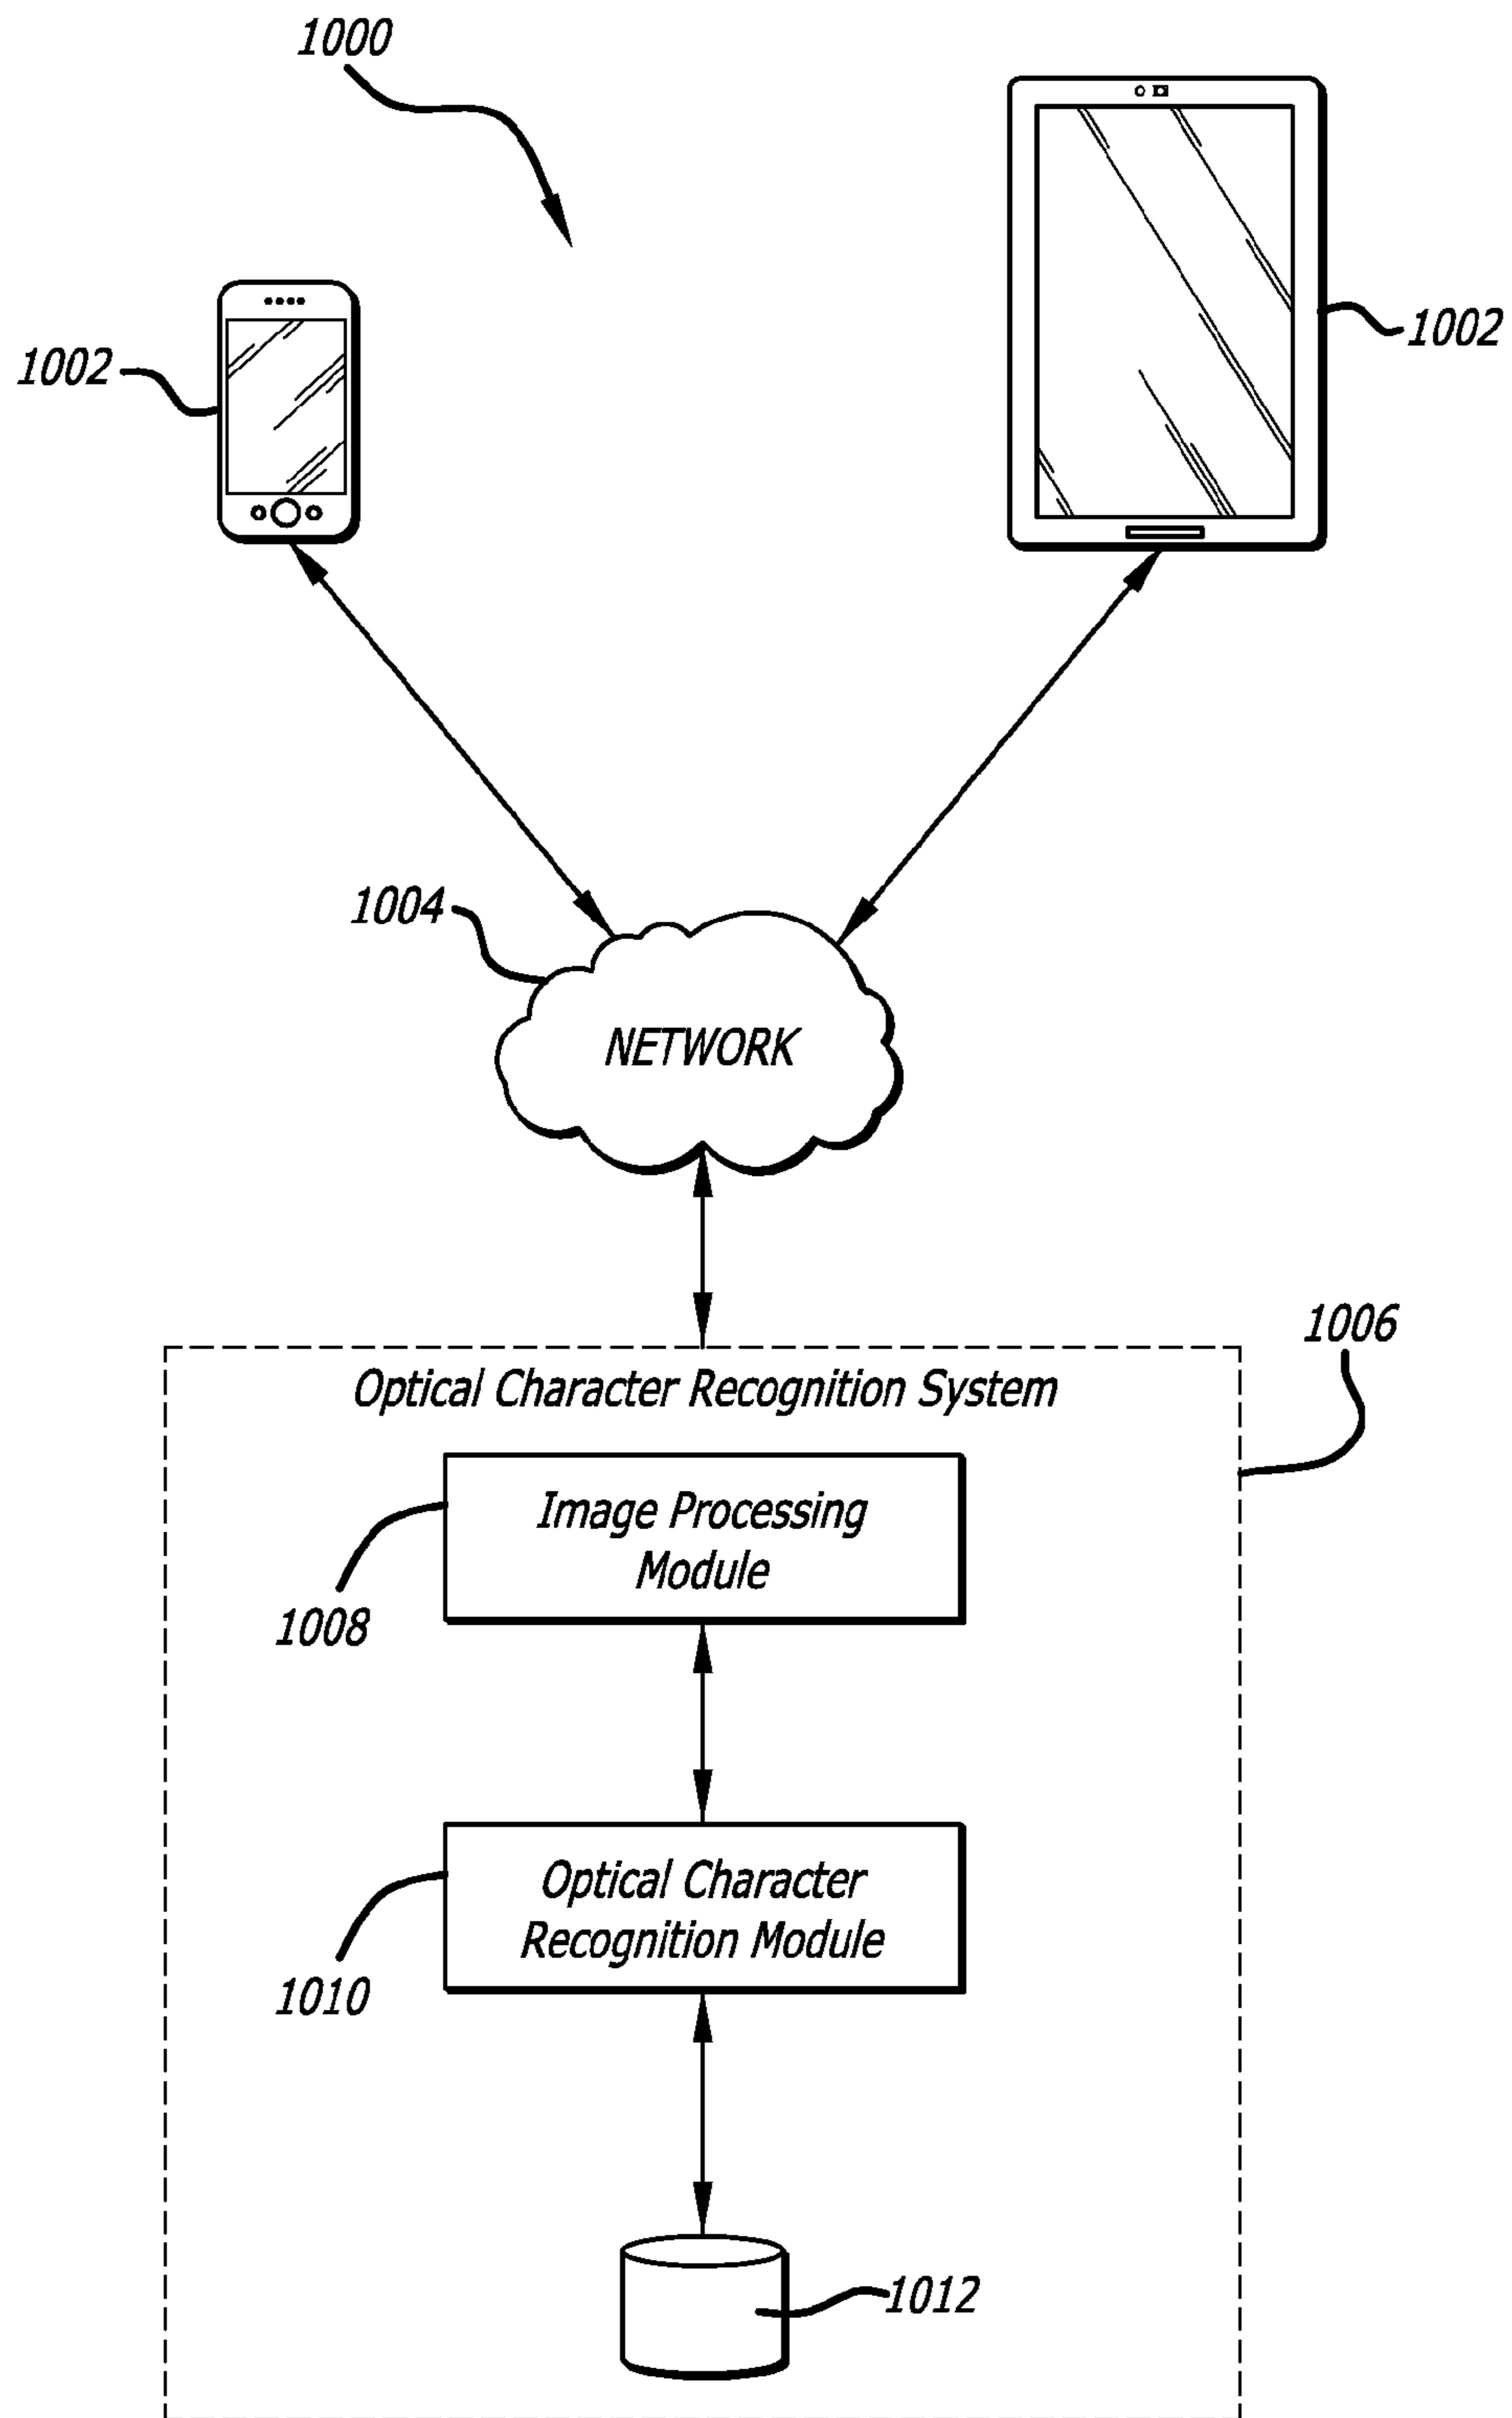 1000
1002
1002
1004
NETWORK
1006
Optical Character Recognition System
Image Processing
Module
1008
Optical Character
Recognition Module
1010
1012